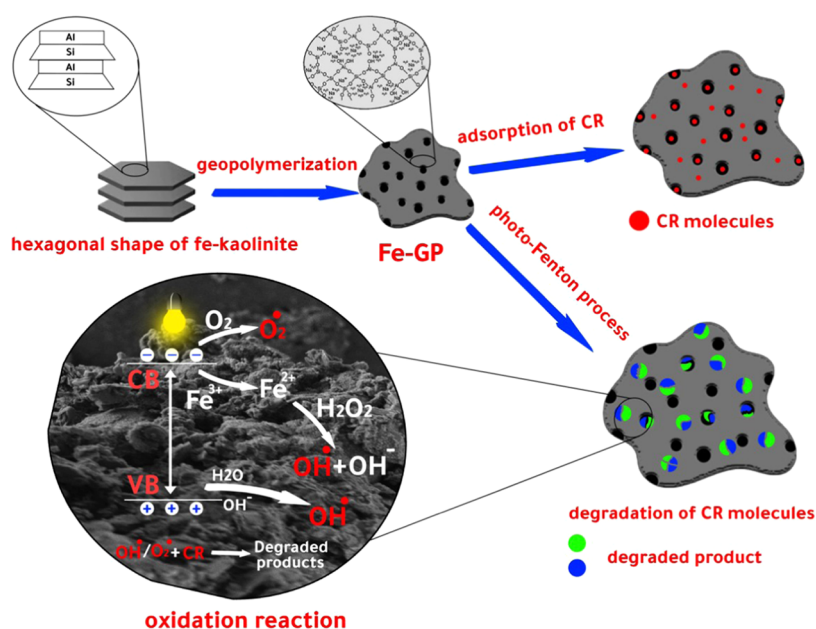 Al
Si
Al
Si
geopolymerization
adsorption of CR
hexagonal shape of fe-kaolinite
Fe-GP
CR molecules
photo-Fenton process
O₂
O₂•
CB
Fe³⁺
Fe²⁺
H₂O₂
OH•+OH⁻
VB
H2O
OH⁻
OH•
OH•/O₂•+CR
Degraded
products
oxidation reaction
degradation of CR molecules
degraded product